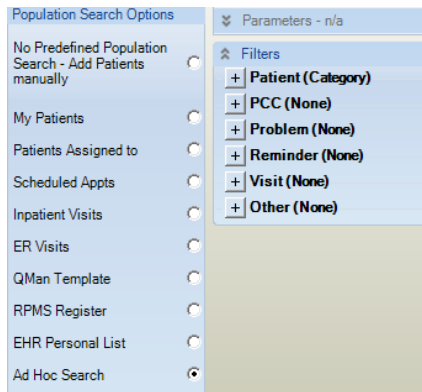 Population Search Options
No Predefined Population
Search - Add Patients
manually
My Patients
Patients Assigned to
Scheduled Appts
Inpatient Visits
ER Visits
QMan Template
RPMS Register
EHR Personal List
Ad Hoc Search
Parameters - n/a
Filters
+ Patient (Category)
+ PCC (None)
+ Problem (None)
+ Reminder (None)
+ Visit (None)
+ Other (None)